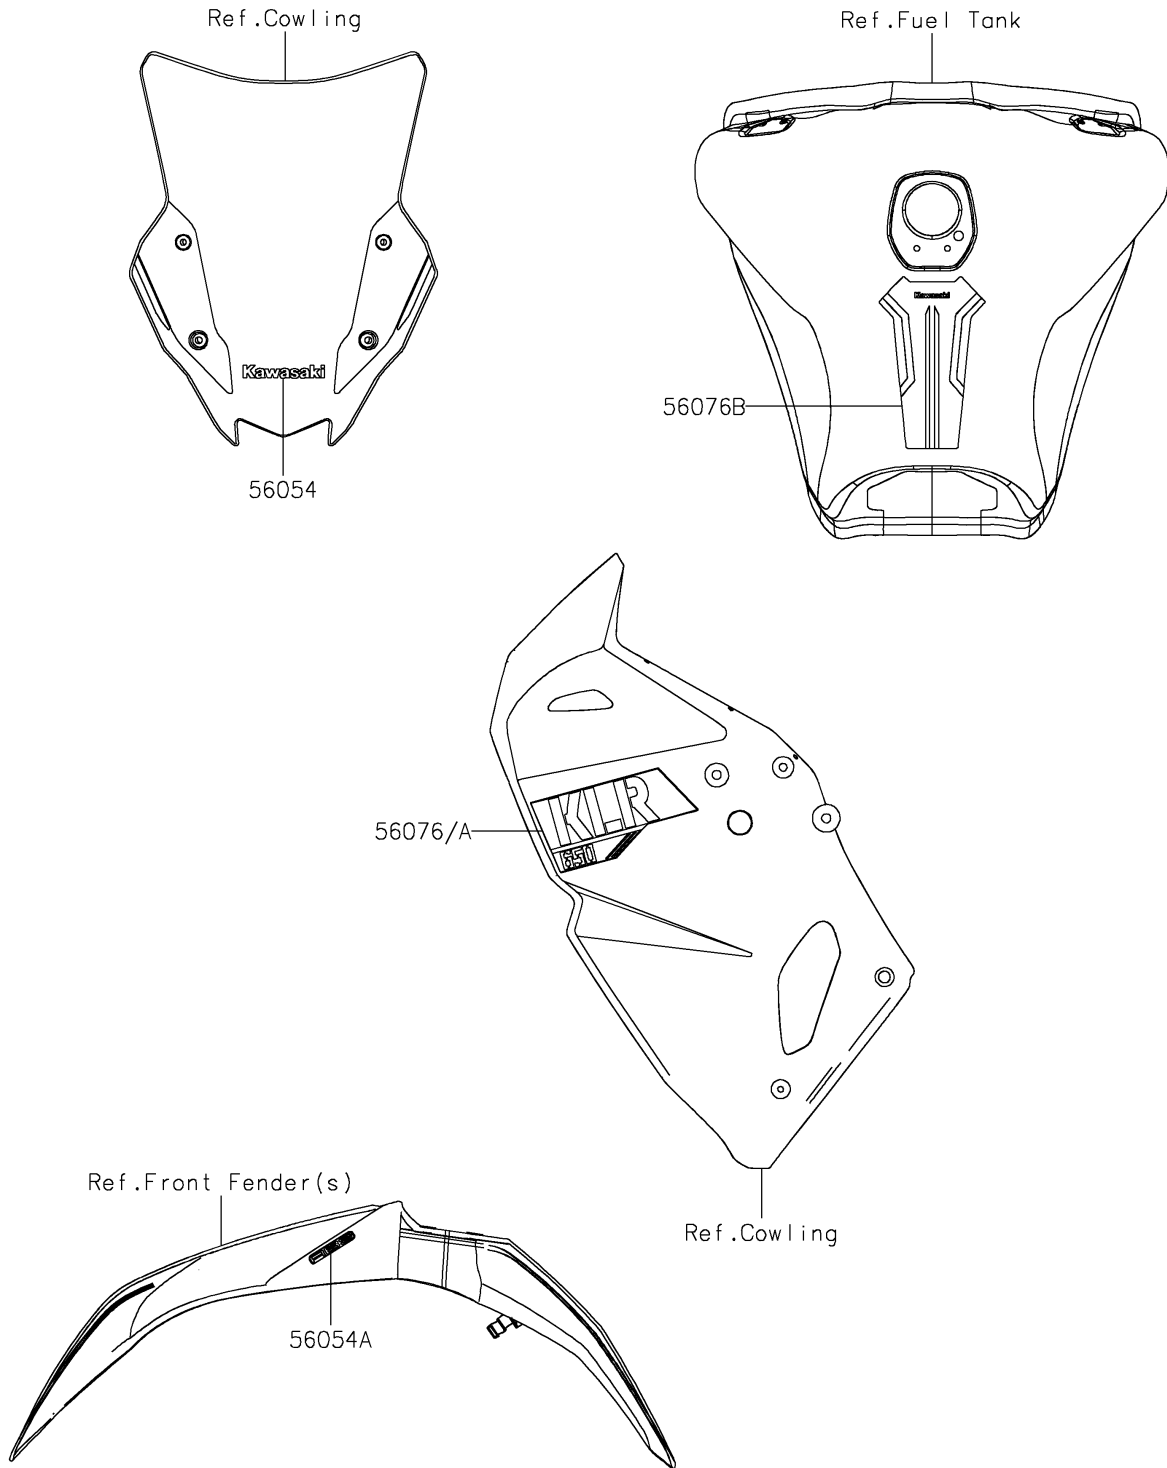 Ref.Cowling
Ref.Fuel Tank
Kawasaki
Kawasaki
56076B
56054
KLR
56076/A
650
Ref.Front Fender(s)
Ref.Cowling
56054A